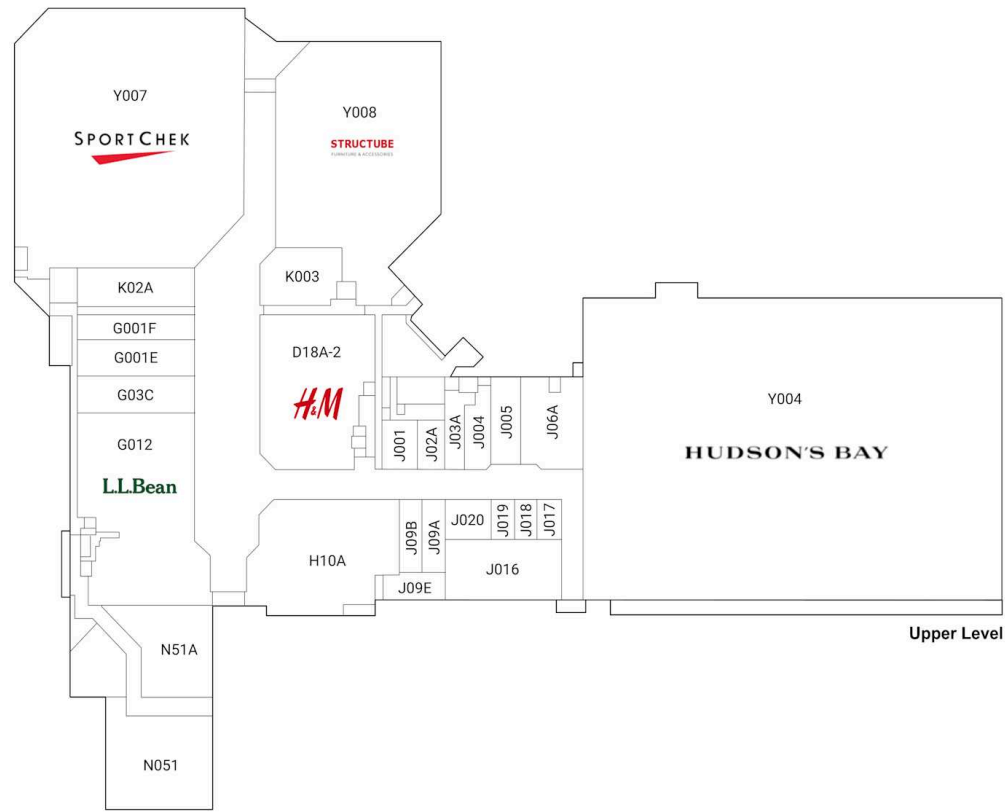 Y007
SPORTCHEK
Y008
STRUCTUBE
FURNITURE & ACCESSORIES
K02A
K003
G001F
G001E
G03C
G012
L.L.Bean
D18A-2
H&M
J001
J02A
J03A
J004
J005
J06A
Y004
HUDSON'S BAY
H10A
J09B
J09A
J020
J019
J018
J017
J016
J09E
Upper Level
N51A
N051